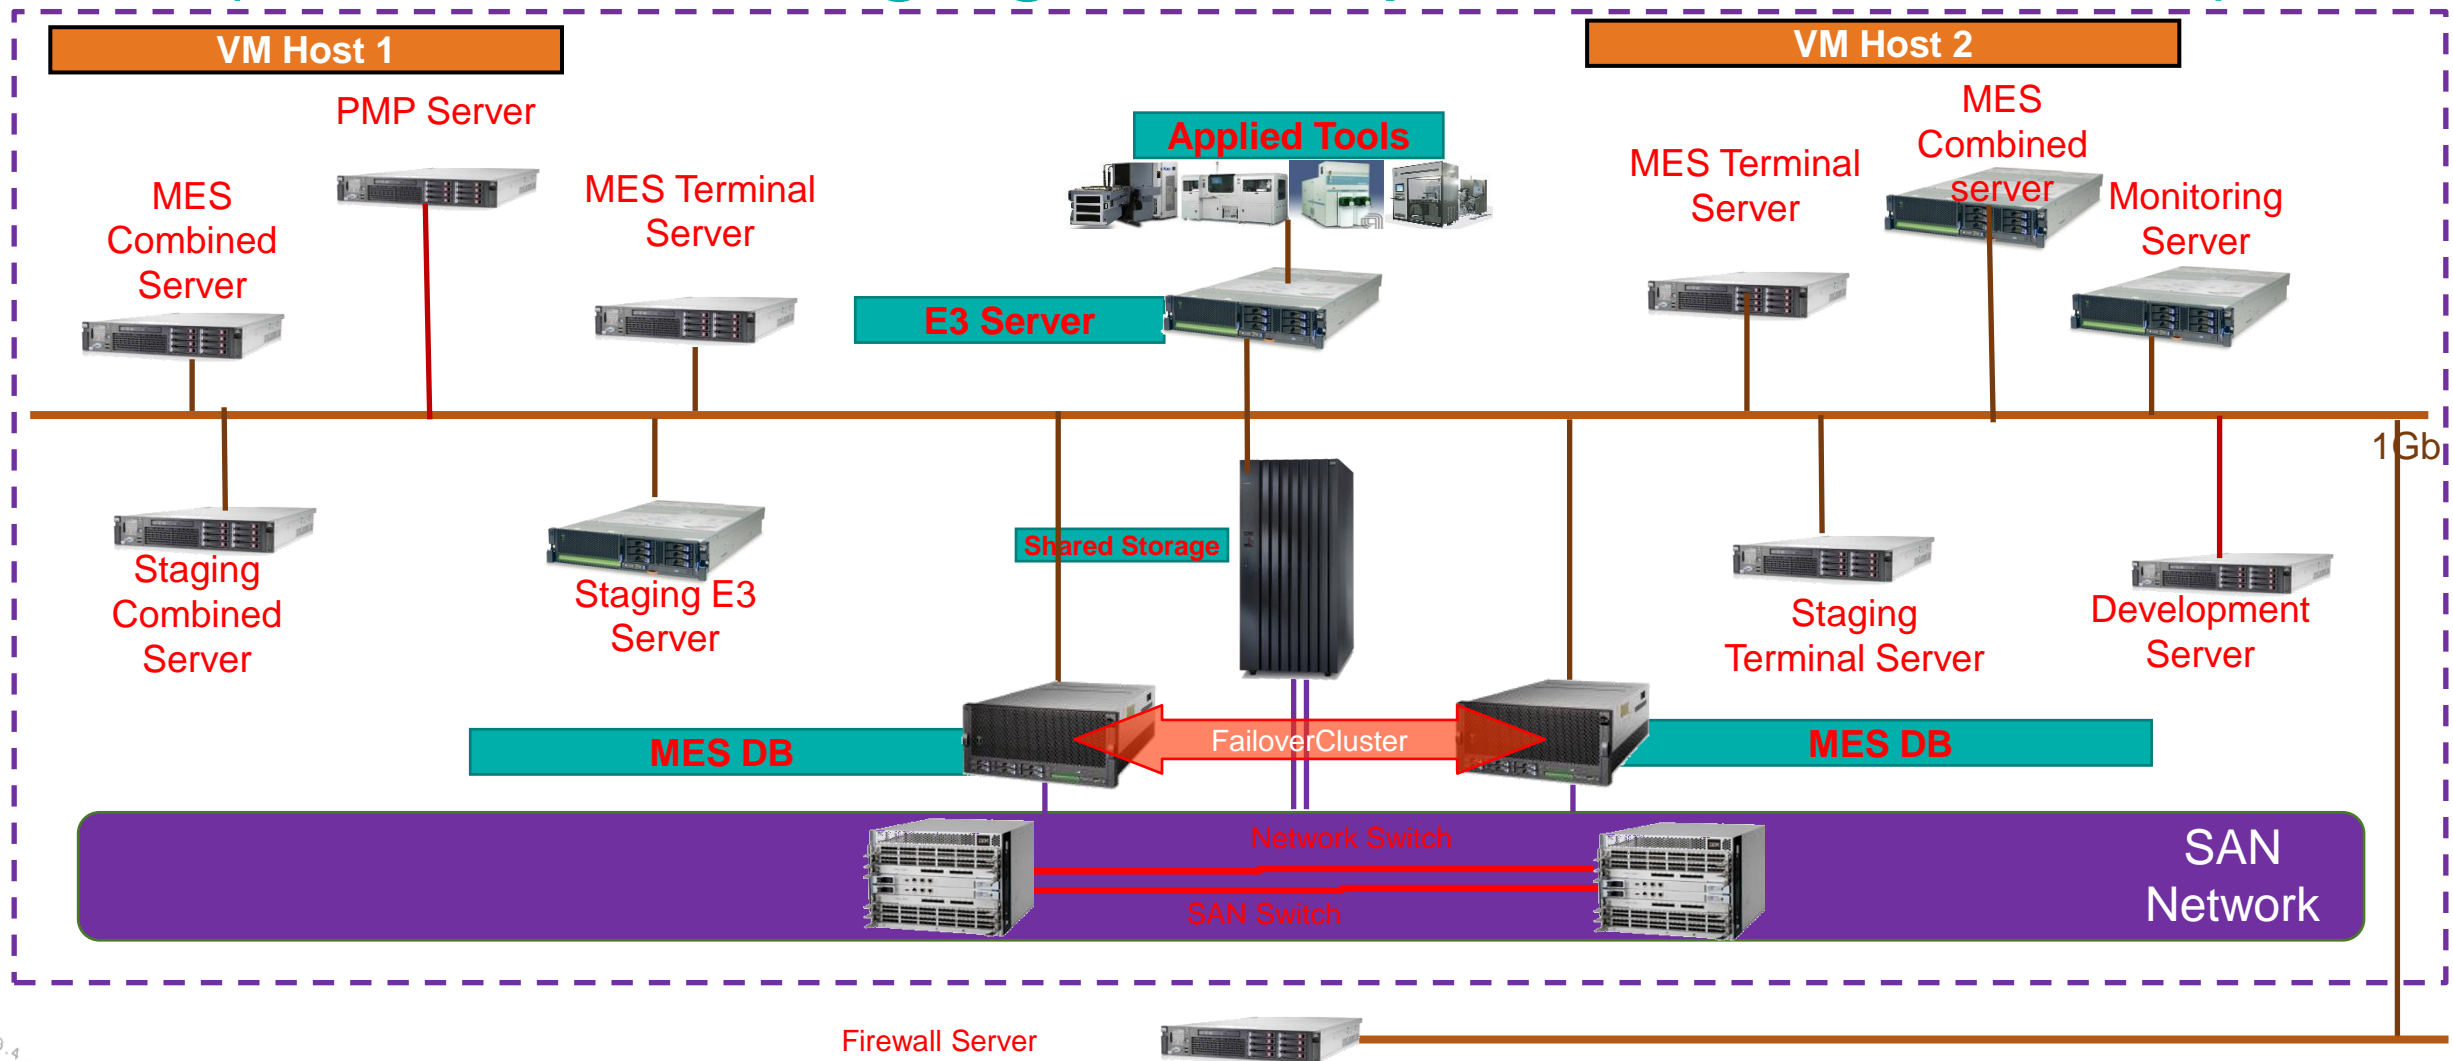 VM Host 1
VM Host 2
PMP Server
MES
Combined
Server
MES Terminal
Server
Applied Tools
MES Terminal
Server
MES
Combined
server
Monitoring
Server
E3 Server
1Gb
Shared Storage
Staging
Combined
Server
Staging E3
Server
Staging
Terminal Server
Development
Server
MES DB
FailoverCluster
MES DB
Network Switch
SAN Switch
SAN
Network
Firewall Server